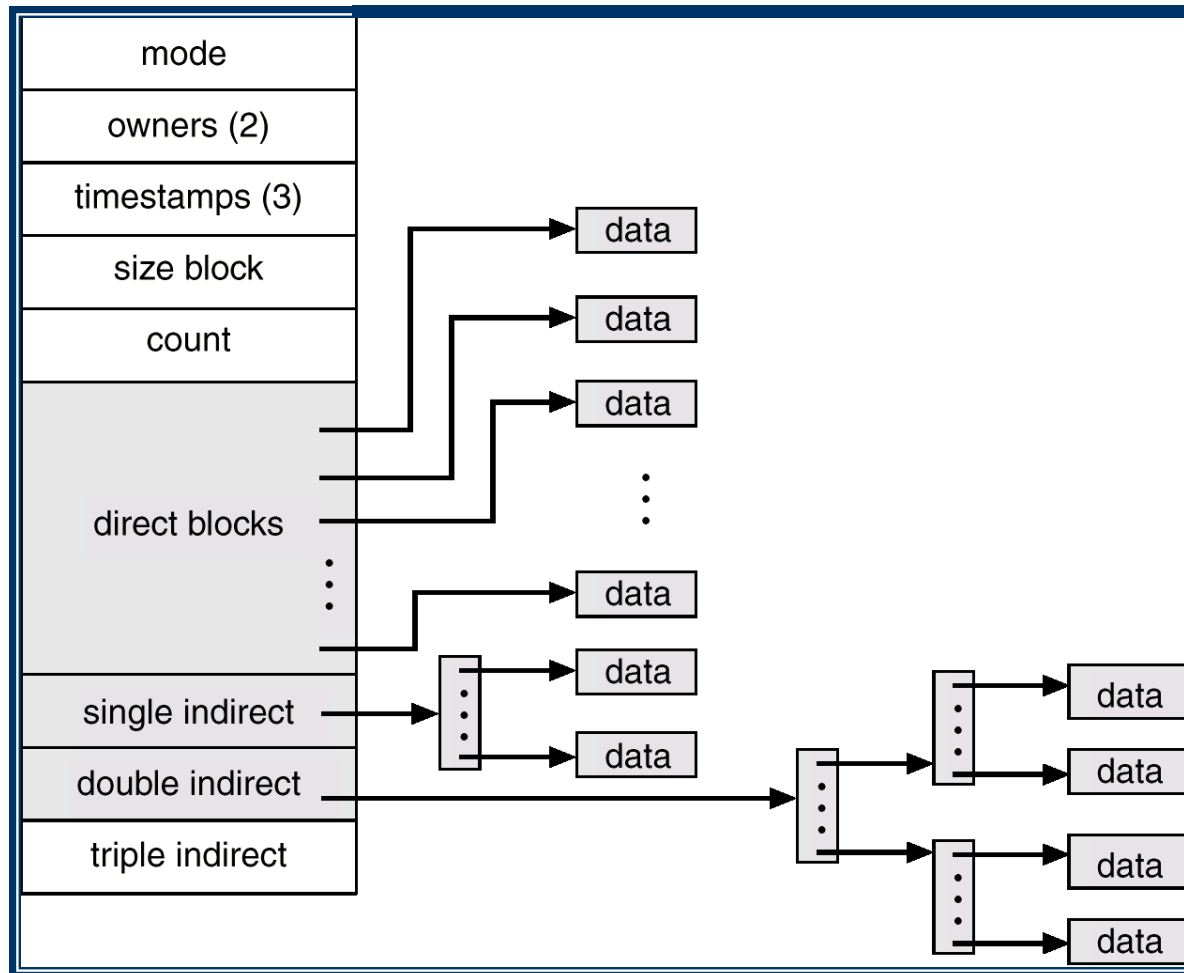 mode
owners (2)
timestamps (3)
size block
count
direct blocks
single indirect
double indirect
triple indirect
data
data
data
data
data
data
data
data
data
data